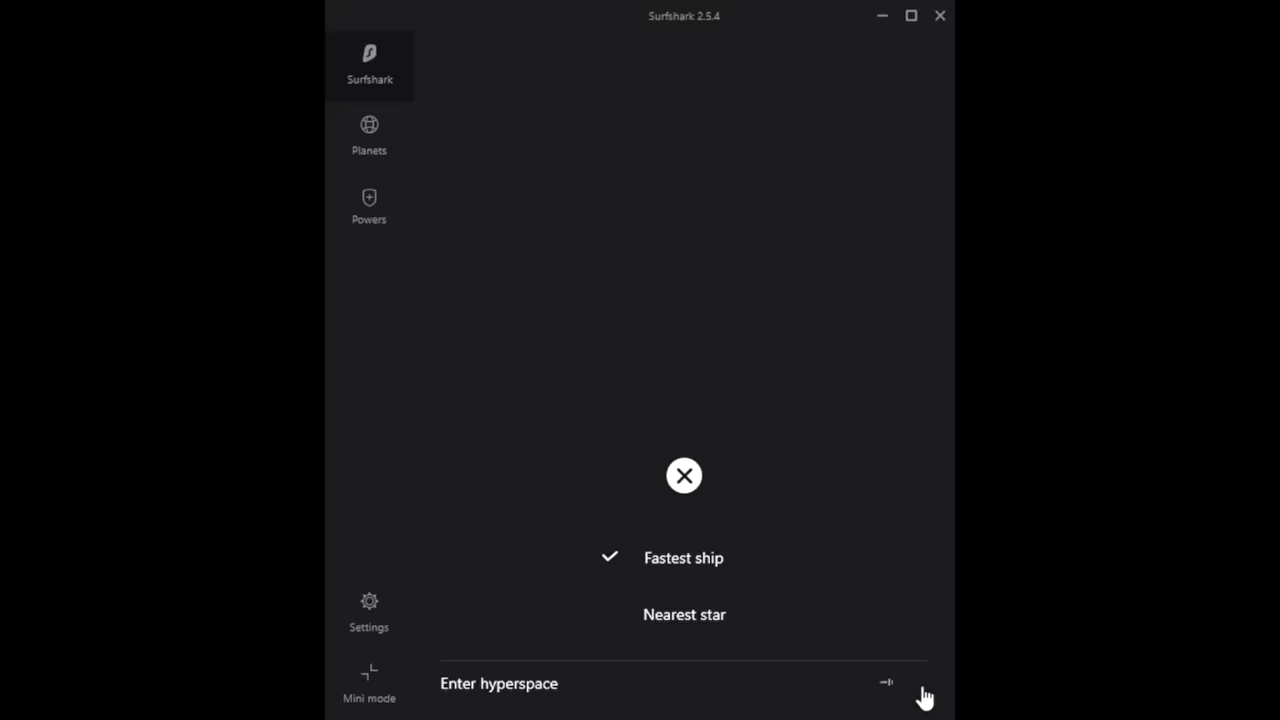 Surfshark 2.5.4
Surfshark
Planets
Powers
Fastest ship
Nearest star
Settings
Enter hyperspace
Mini mode